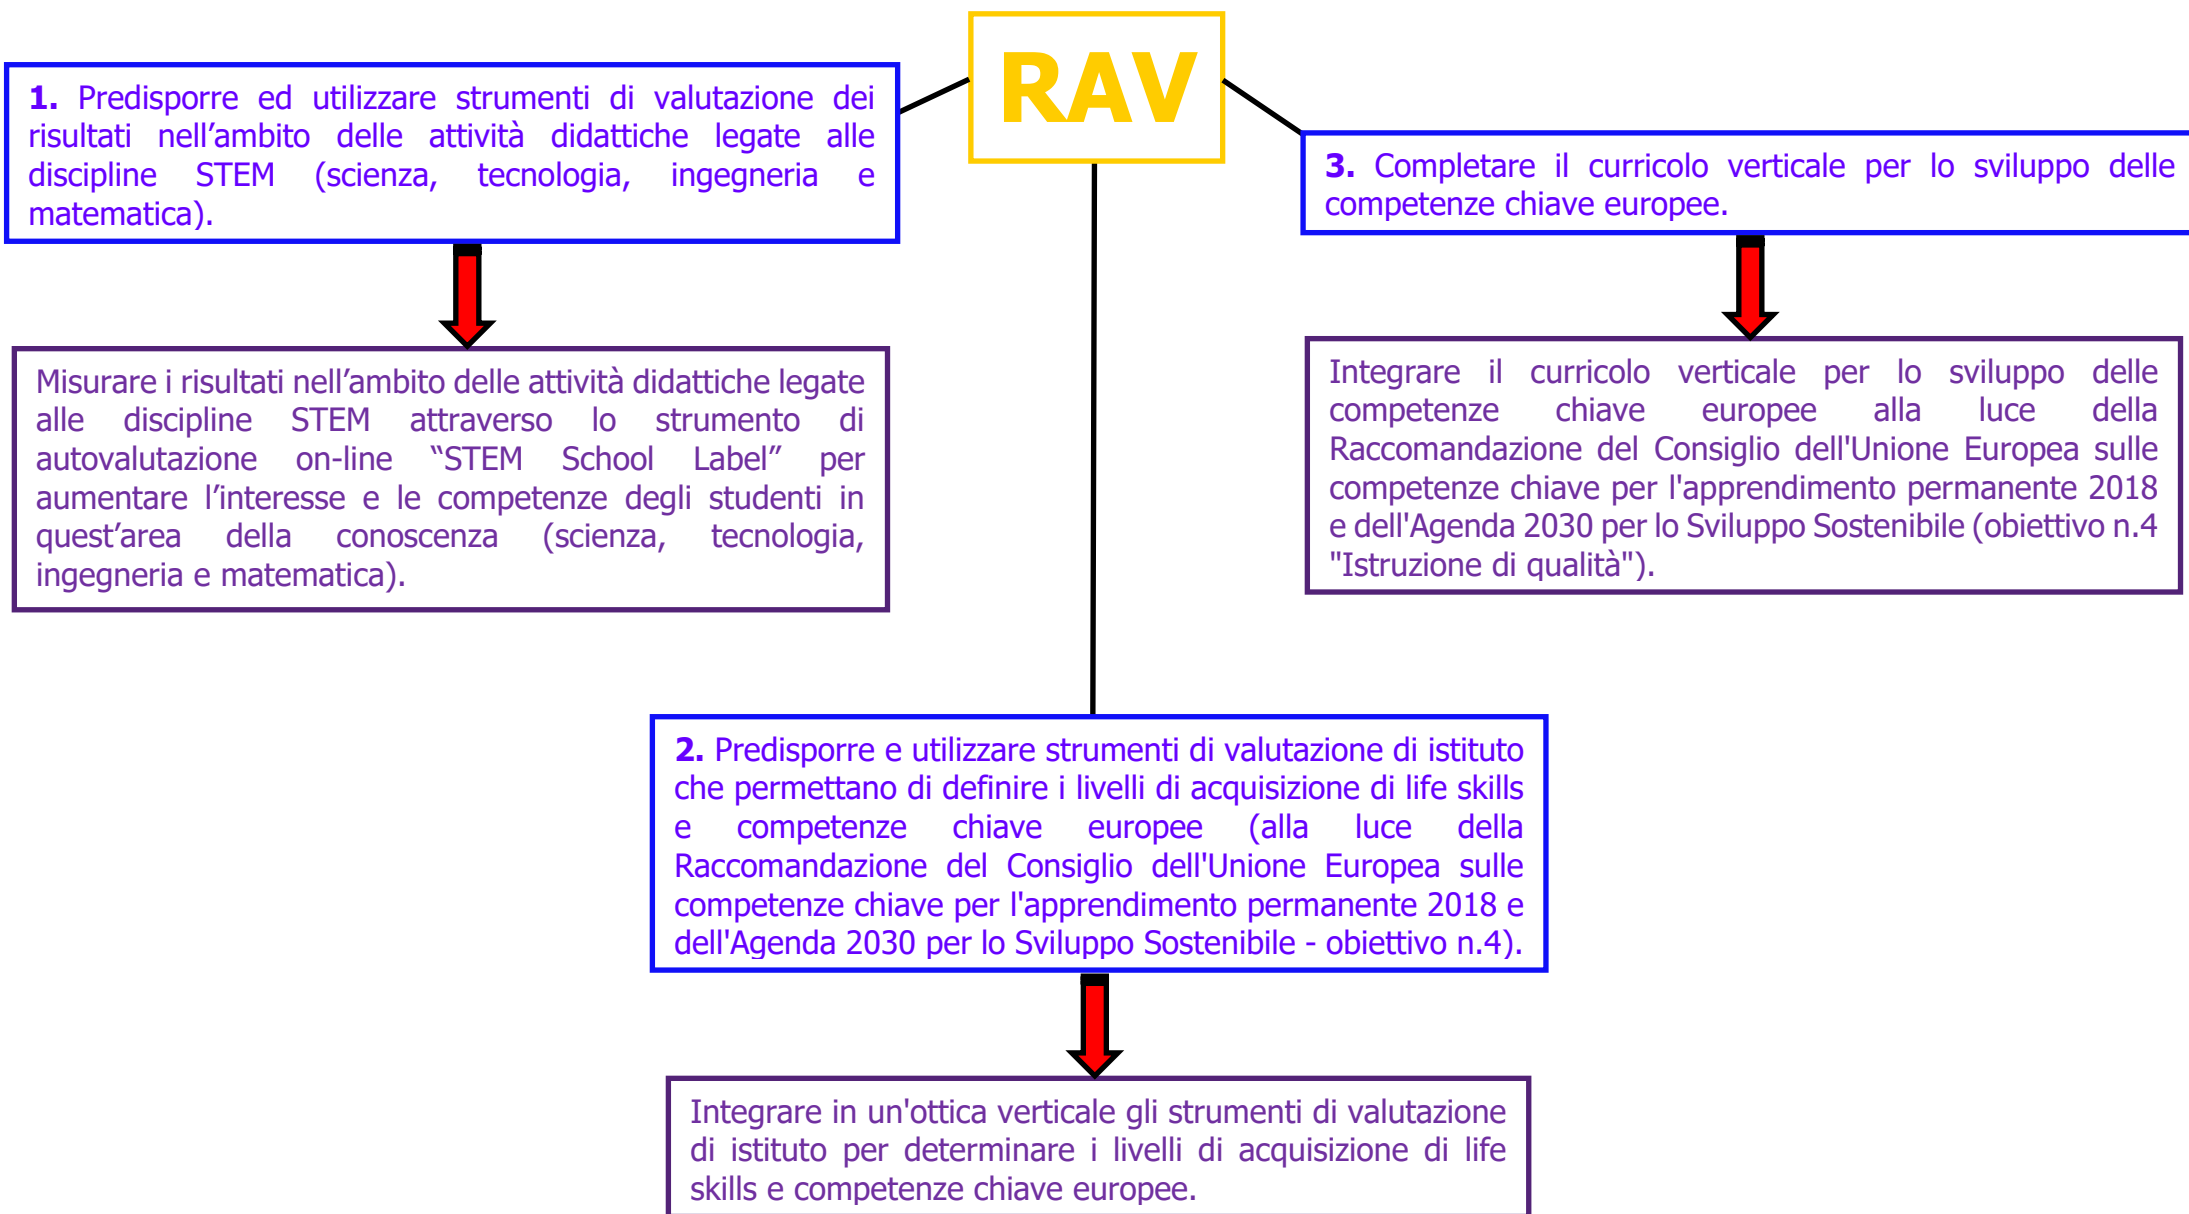 RAV
1. Predisporre ed utilizzare strumenti di valutazione dei
risultati nell’ambito delle attività didattiche legate alle
discipline STEM (scienza, tecnologia, ingegneria e
matematica).
Misurare i risultati nell’ambito delle attività didattiche legate
alle discipline STEM attraverso lo strumento di
autovalutazione on-line “STEM School Label” per
aumentare l’interesse e le competenze degli studenti in
quest’area della conoscenza (scienza, tecnologia,
ingegneria e matematica).
2. Predisporre e utilizzare strumenti di valutazione di istituto
che permettano di definire i livelli di acquisizione di life skills
e competenze chiave europee (alla luce della
Raccomandazione del Consiglio dell'Unione Europea sulle
competenze chiave per l'apprendimento permanente 2018 e
dell'Agenda 2030 per lo Sviluppo Sostenibile - obiettivo n.4).
Integrare in un'ottica verticale gli strumenti di valutazione
di istituto per determinare i livelli di acquisizione di life
skills e competenze chiave europee.
3. Completare il curricolo verticale per lo sviluppo delle
competenze chiave europee.
Integrare il curricolo verticale per lo sviluppo delle
competenze chiave europee alla luce della
Raccomandazione del Consiglio dell'Unione Europea sulle
competenze chiave per l'apprendimento permanente 2018
e dell'Agenda 2030 per lo Sviluppo Sostenibile (obiettivo n.4
"Istruzione di qualità").